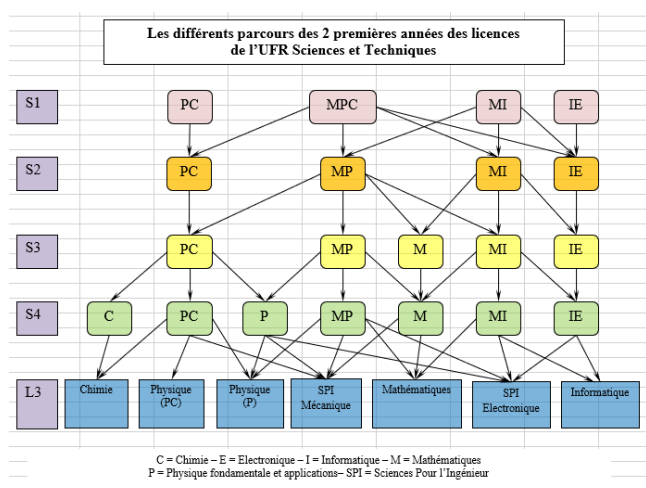 Les différents parcours des 2 premières années des licences
de l'UFR Sciences et Techniques
S1 PC MPC MI IE
S2 PC MP MI IE
S3 PC MP M MI IE
S4 C PC P MP M MI IE
L3 Chimie Physique (PC) Physique (P) SPI Mécanique Mathématiques SPI Electronique Informatique
C = Chimie – E = Electronique – I = Informatique – M = Mathématiques
P = Physique fondamentale et applications– SPI = Sciences Pour l'Ingénieur